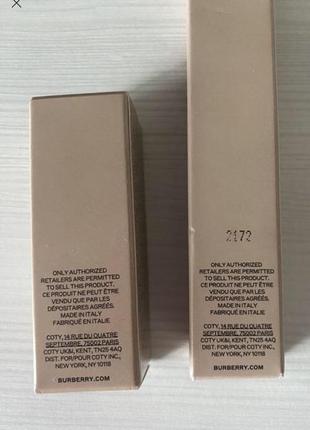 ONLY AUTHORIZED
RETAILERS ARE PERMITTED
TO SELL THIS PRODUCT.
CE PRODUIT NE PEUT ÊTRE
VENDU QUE PAR LES
DÉPOSITAIRES AGRÉÉS.
MADE IN ITALY
FABRIQUÉ EN ITALIE
COTY, 14 RUE DU QUATRE
SEPTEMBRE, 75002 PARIS
COTY UK&I, KENT, TN25 4AQ
DIST. FOR/POUR COTY INC.,
NEW YORK, NY 10118
BURBERRY.COM
2172
ONLY AUTHORIZED
RETAILERS ARE PERMITTED
TO SELL THIS PRODUCT.
CE PRODUIT NE PEUT ÊTRE
VENDU QUE PAR LES
DÉPOSITAIRES AGRÉÉS.
MADE IN ITALY
FABRIQUÉ EN ITALIE
COTY, 14 RUE DU QUATRE
SEPTEMBRE, 75002 PARIS
COTY UK&I, KENT, TN25 4AQ
DIST. FOR/POUR COTY INC.,
NEW YORK, NY 10118
BURBERRY.COM